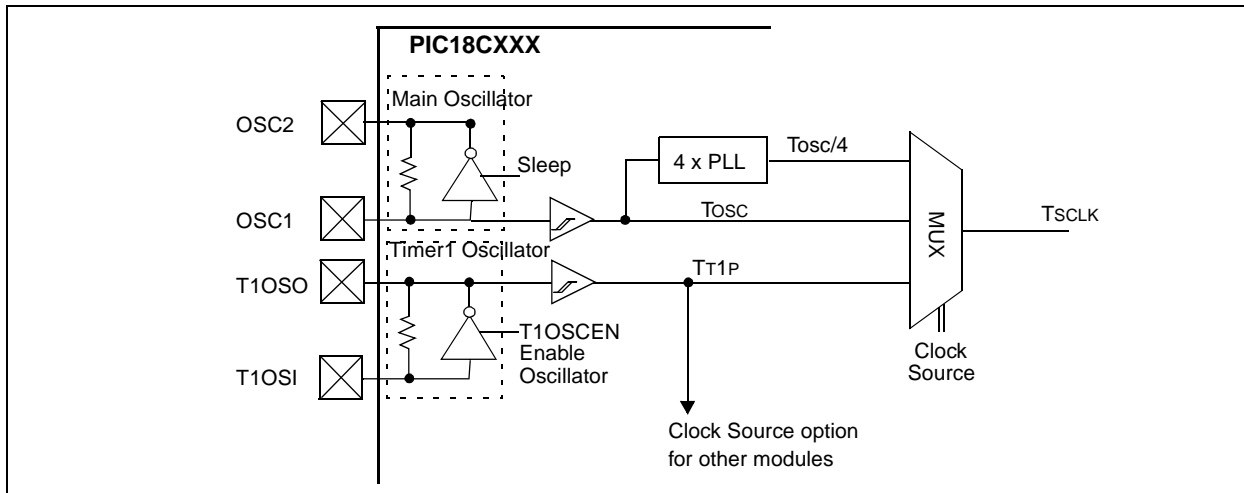 PIC18CXXX
Main Oscillator
OSC2
Tosc/4
4 x PLL
Sleep
OSC1
TOSC
MUX
TSCLK
Timer1 Oscillator
T1OSO
TT1P
T1OSCEN
Enable
Oscillator
Clock
Source
T1OSI
Clock Source option
for other modules